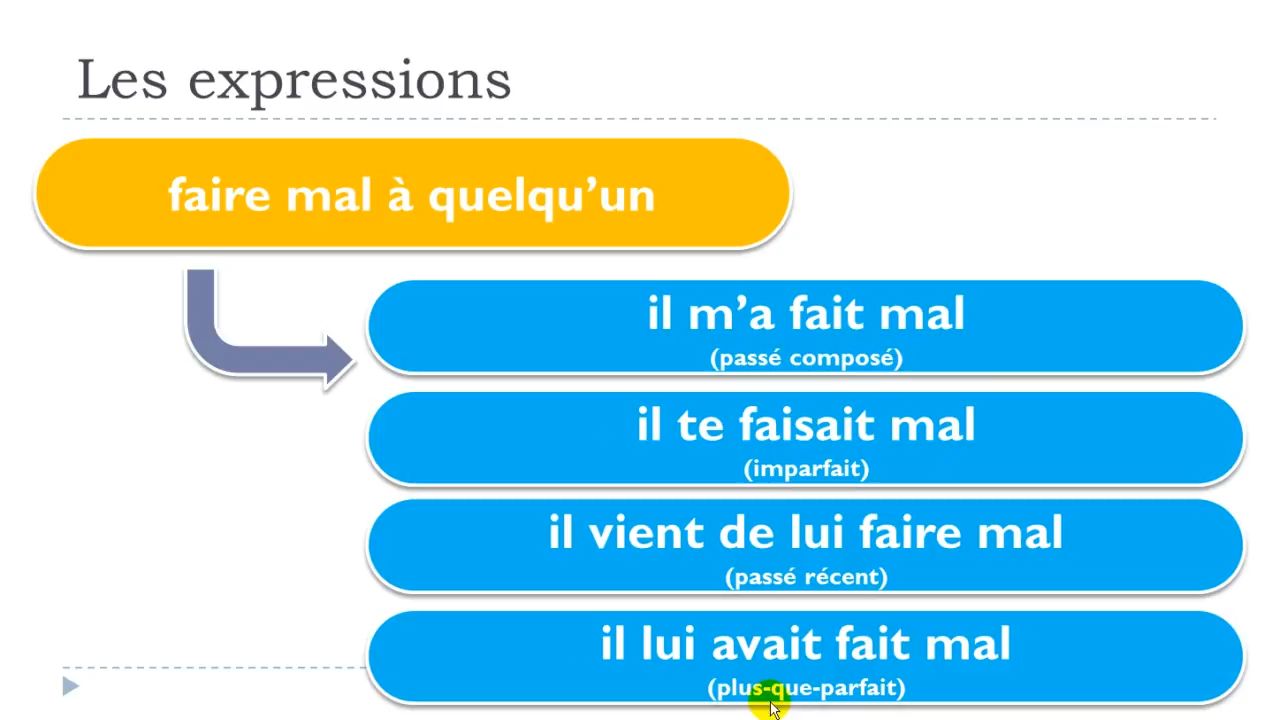 Les expressions
faire mal à quelqu’un
il m’a fait mal
(passé composé)
il te faisait mal
(imparfait)
il vient de lui faire mal
(passé récent)
il lui avait fait mal
(plus-que-parfait)